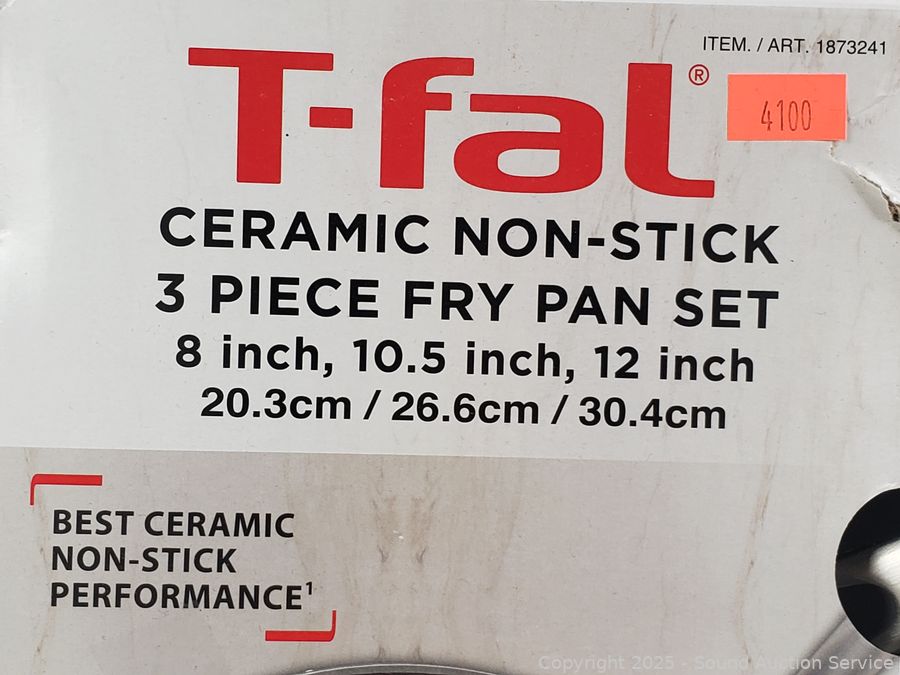 ITEM. / ART. 1873241
T-fal®
4100
CERAMIC NON-STICK
3 PIECE FRY PAN SET
8 inch, 10.5 inch, 12 inch
20.3cm / 26.6cm / 30.4cm
BEST CERAMIC
NON-STICK
PERFORMANCE¹
Copyright 2025 - Sound Auction Service